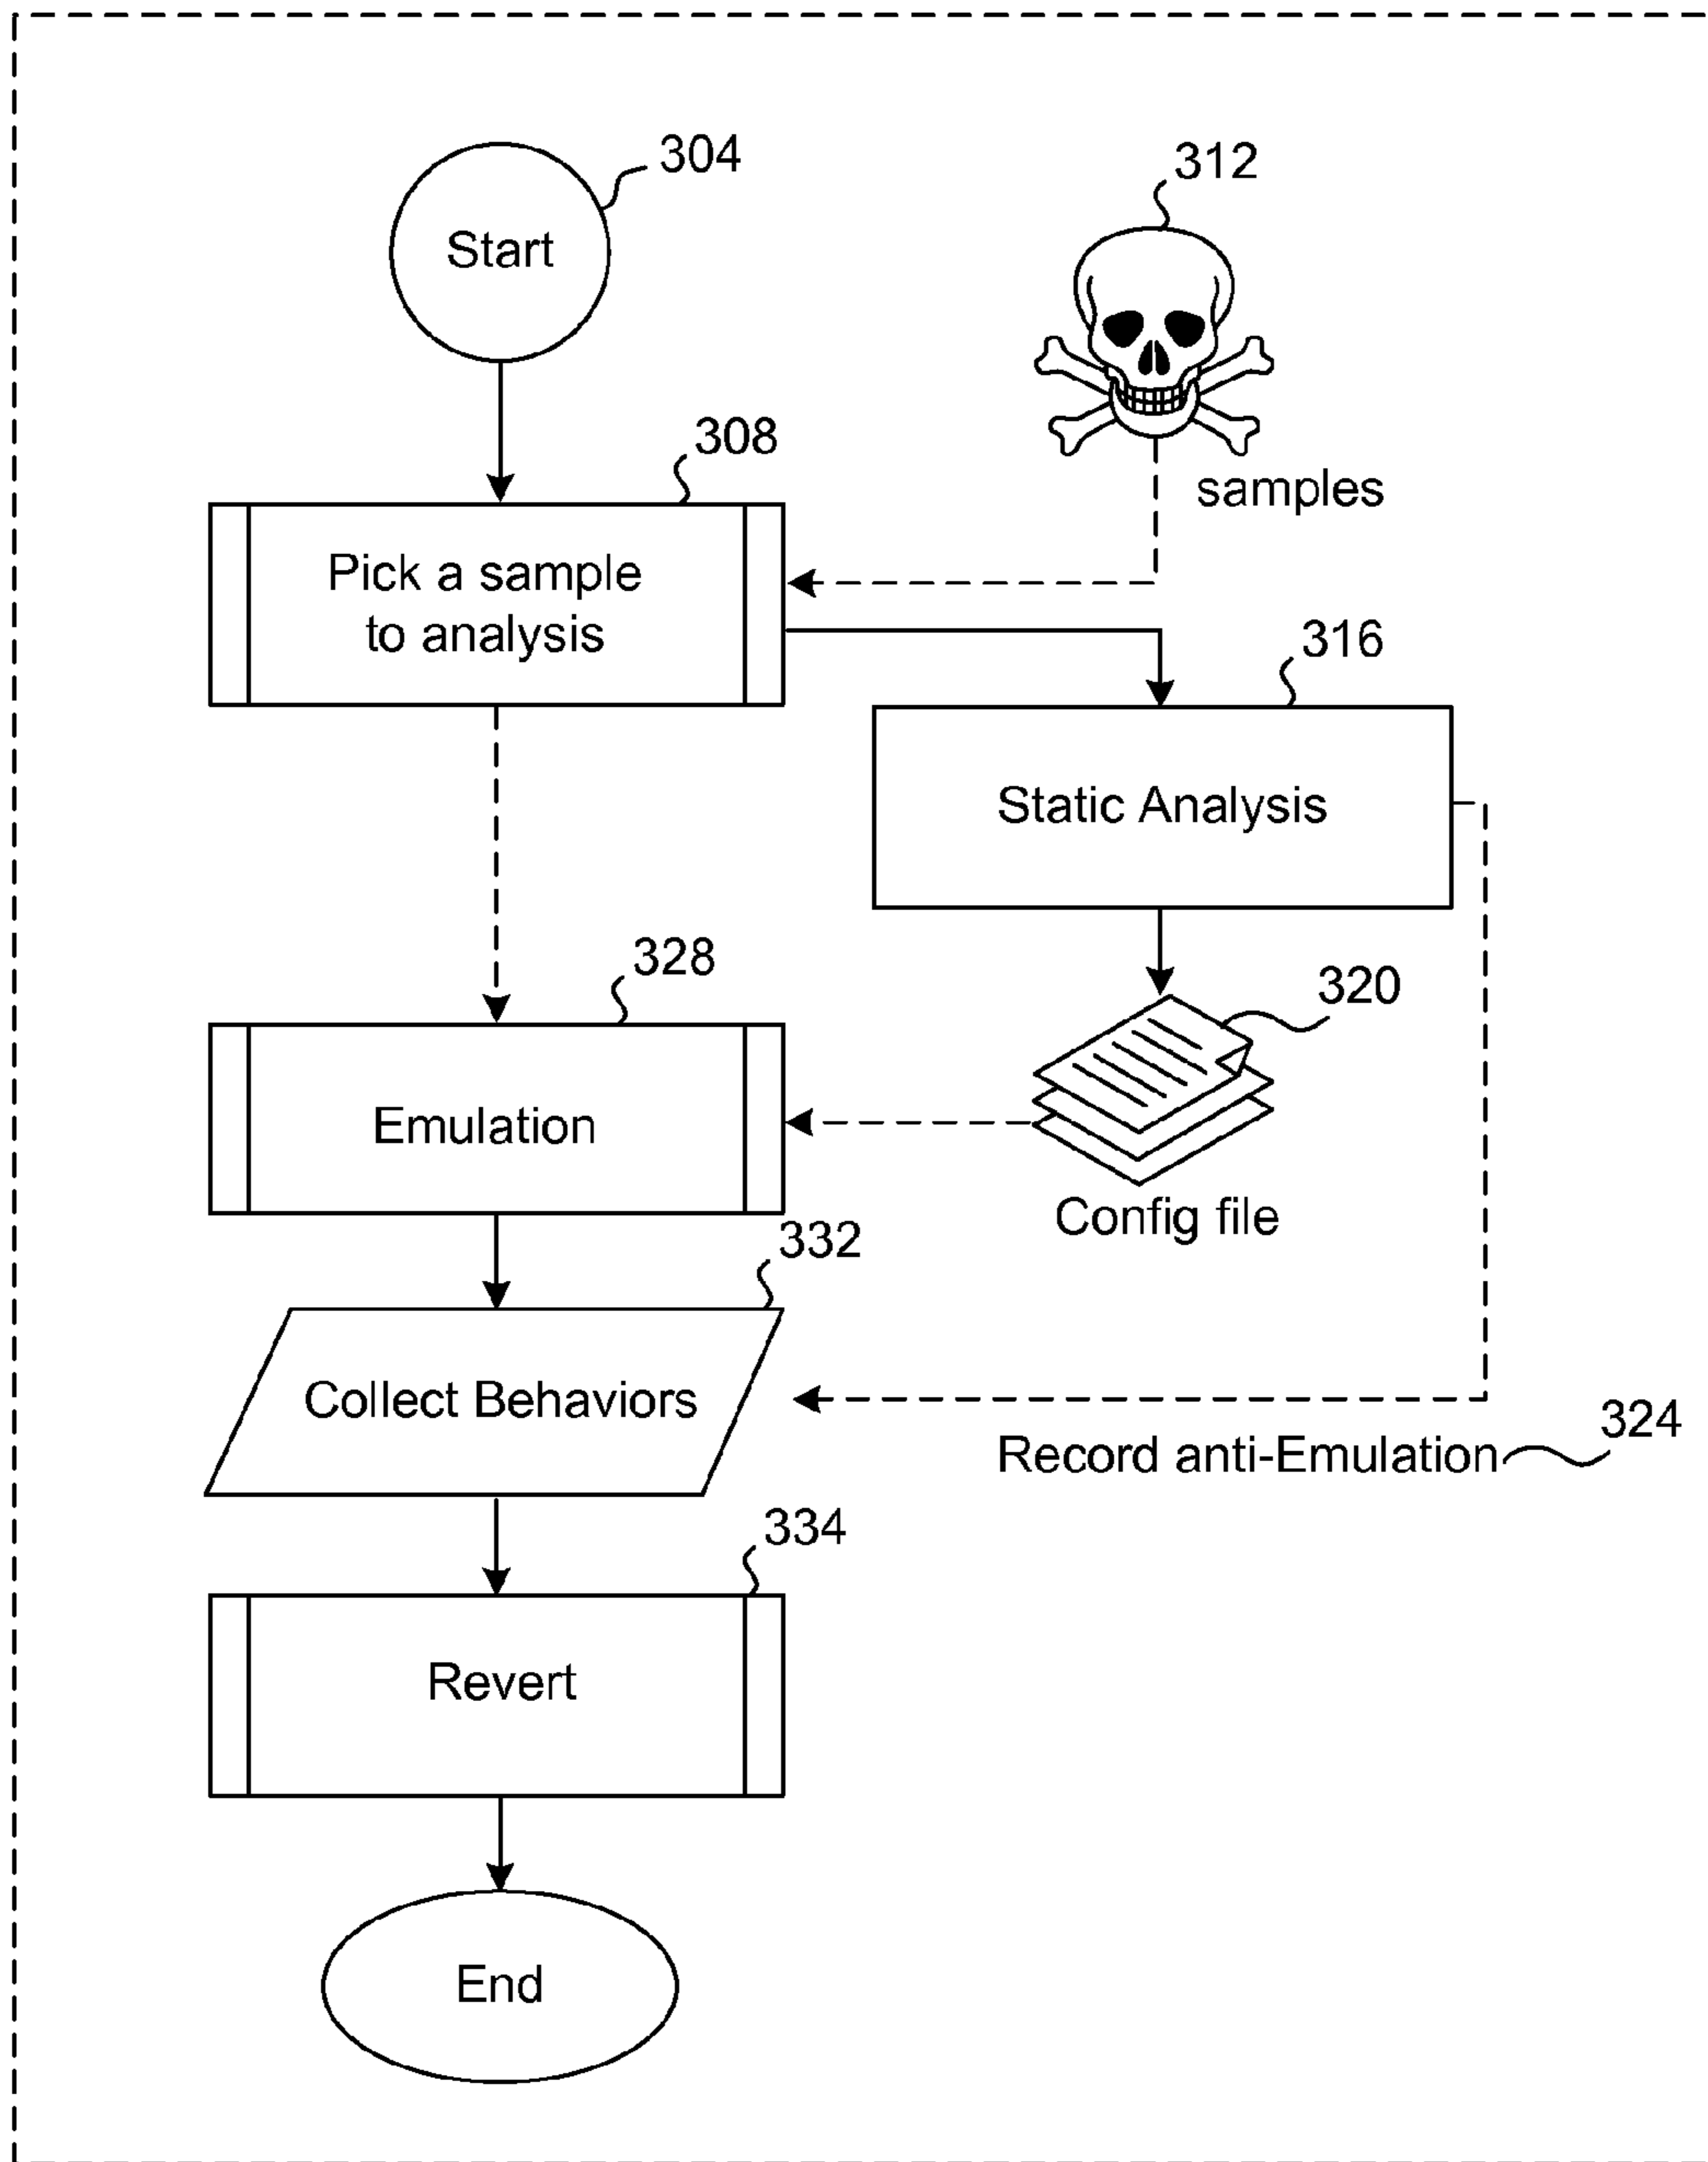 304
Start
312
samples
308
Pick a sample
to analysis
316
Static Analysis
328
Emulation
320
Config file
332
Collect Behaviors
Record anti-Emulation
324
334
Revert
End